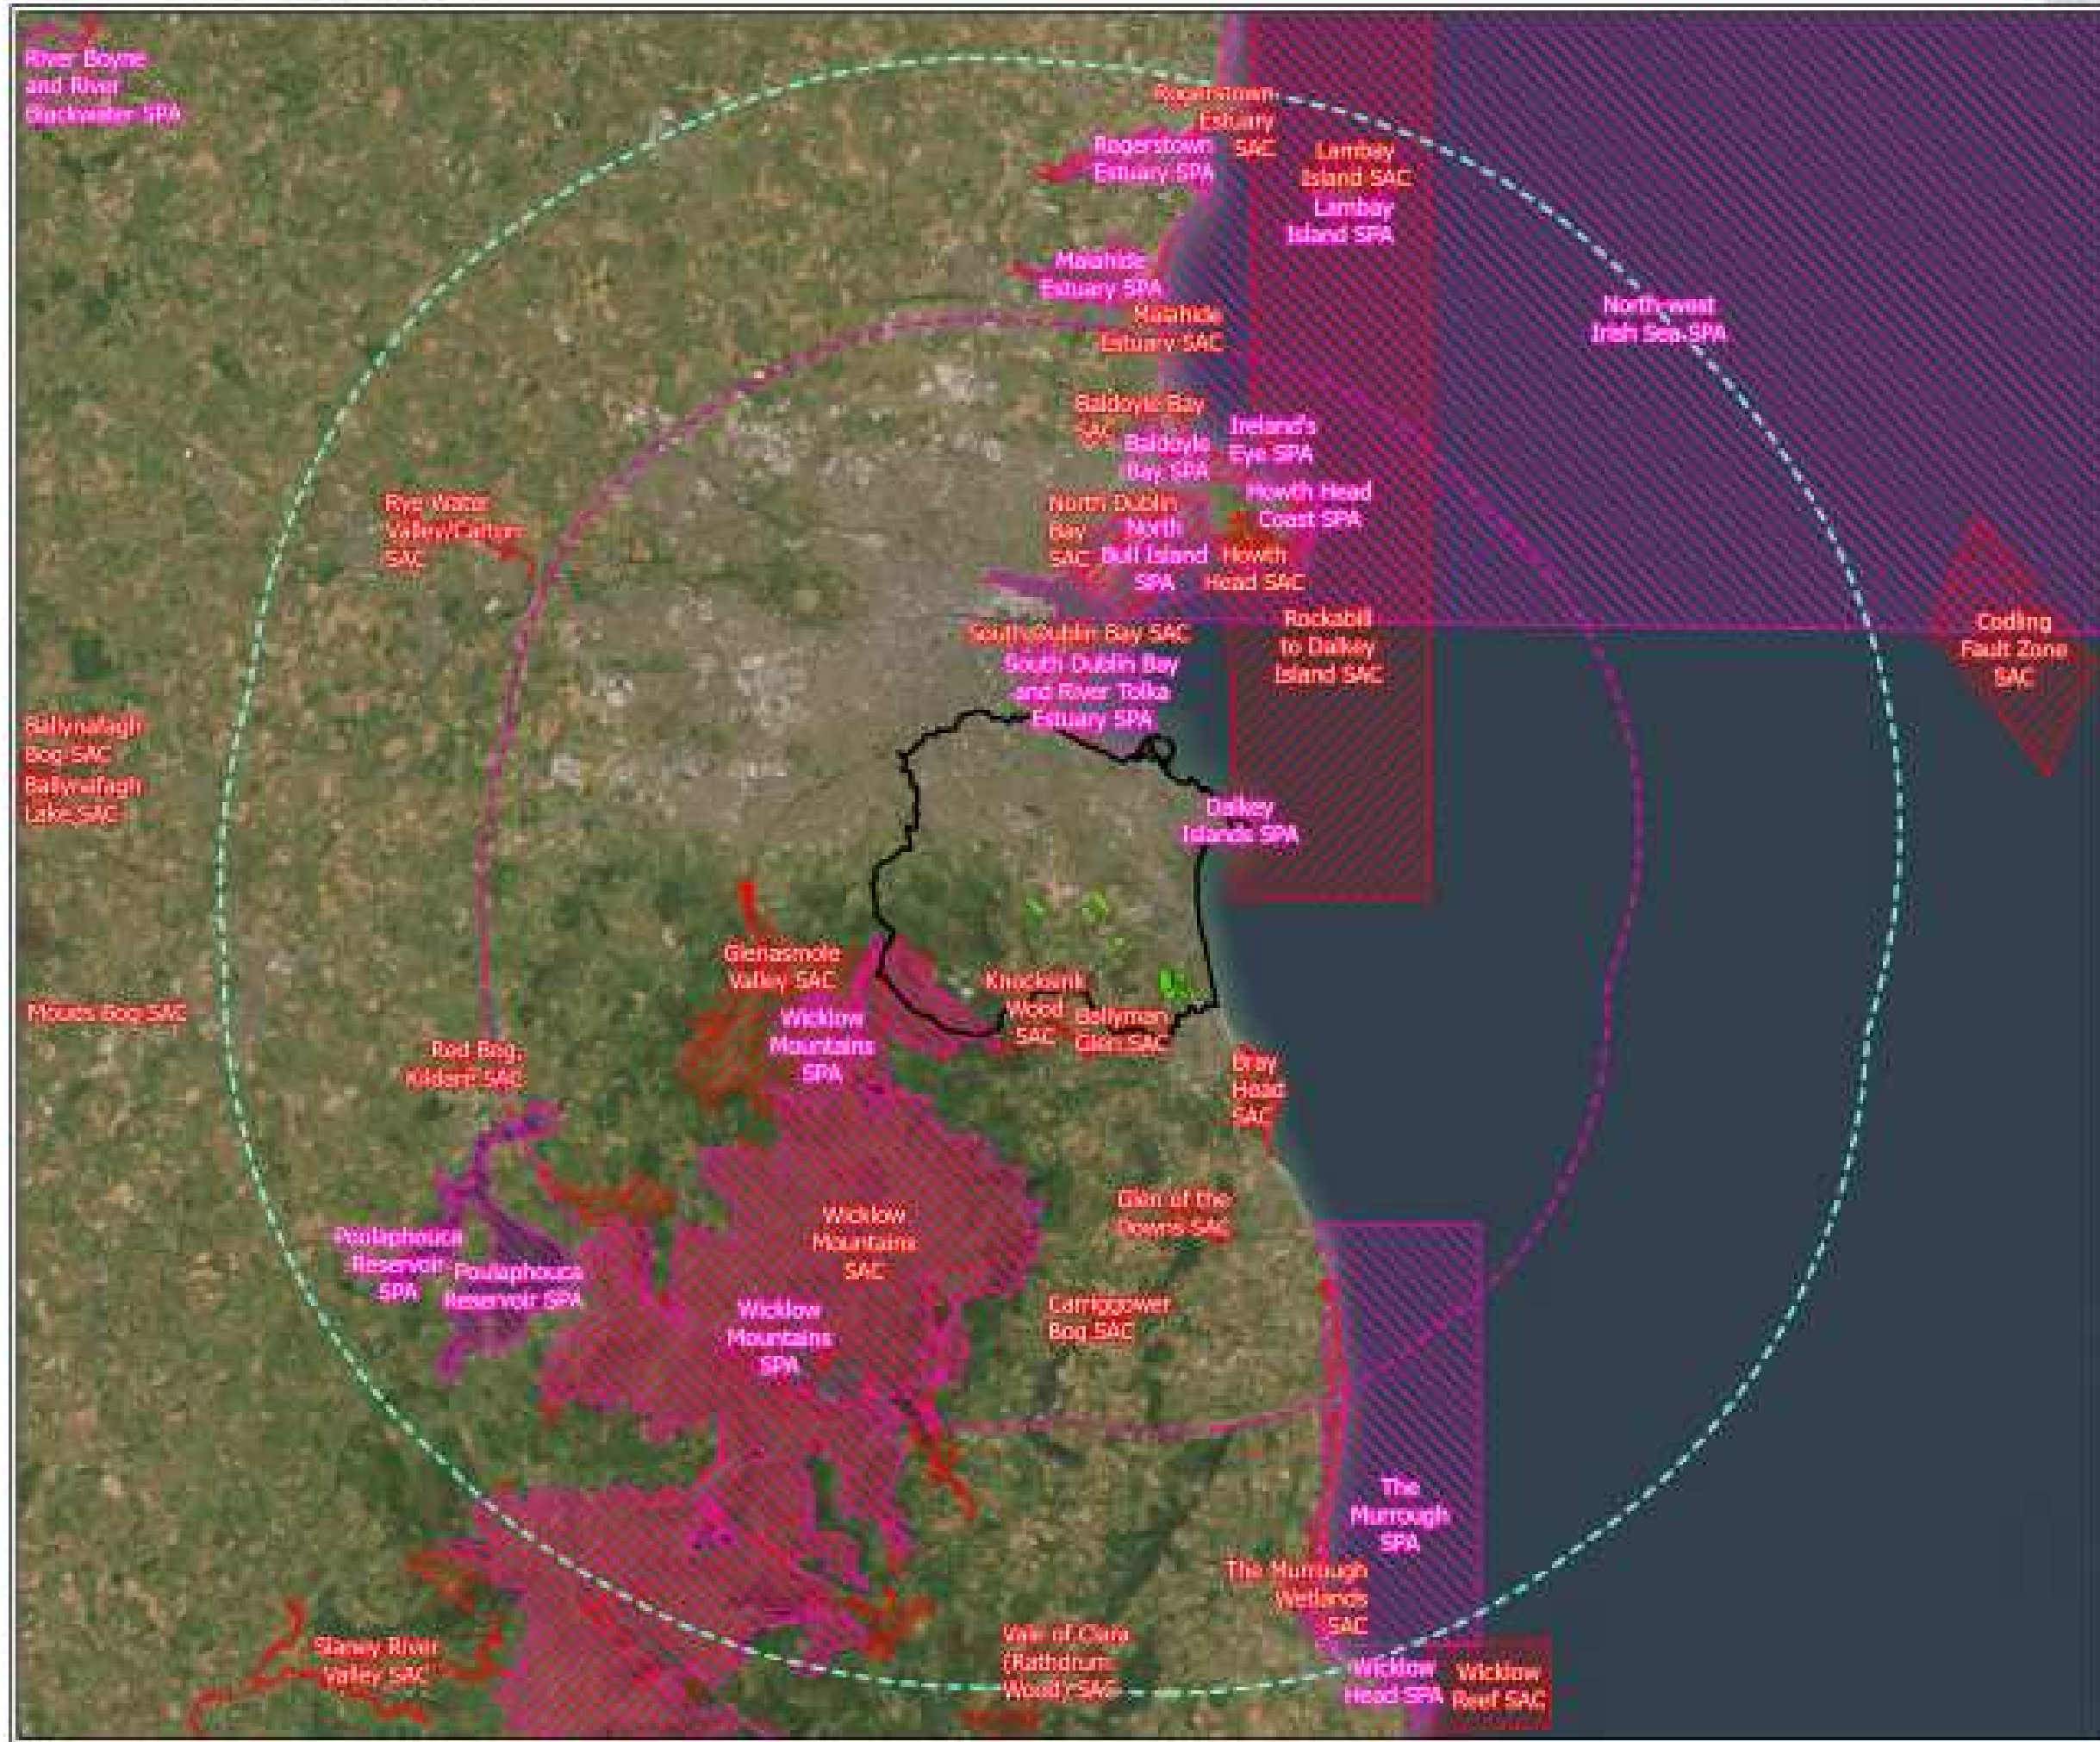 River Boyne
and River
Blackwater SPA
Rogerstown
Estuary
SAC
Rogerstown
Estuary SPA
Lambay
Island SAC
Lambay
Island SPA
Malahide
Estuary SPA
Malahide
Estuary SAC
North-west
Irish Sea SPA
Baldoyle Bay
SAC
Baldoyle
Bay SPA
Ireland's
Eye SPA
Rye Water
Valley/Carton
SAC
North Dublin
Bay
SAC
North
Bull Island
SPA
Howth Head
Coast SPA
Howth
Head SAC
South Dublin Bay SAC
South Dublin Bay
and River Tolka
Estuary SPA
Rockabill
to Dalkey
Island SAC
Codling
Fault Zone
SAC
Ballynafagh
Bog SAC
Ballynafagh
Lake SAC
Dalkey
Islands SPA
Glenasmole
Valley SAC
Knocksink
Wood
SAC
Ballyman
Glen SAC
Mouds Bog SAC
Wicklow
Mountains
SPA
Red Bog,
Kildare SAC
Bray
Head
SAC
Glen of the
Downs SAC
Wicklow
Mountains
SAC
Poulaphouca
Reservoir
SPA
Poulaphouca
Reservoir SPA
Wicklow
Mountains
SPA
Carriggower
Bog SAC
The
Murrough
SPA
The Murrough
Wetlands
SAC
Slaney River
Valley SAC
Vale of Clara
(Rathdrum
Wood) SAC
Wicklow
Head SPA
Wicklow
Reef SAC